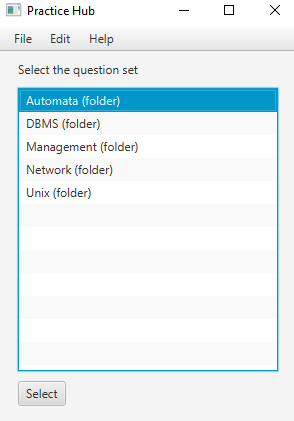 Practice Hub
File Edit Help
Select the question set
Automata (folder)
DBMS (folder)
Management (folder)
Network (folder)
Unix (folder)
Select